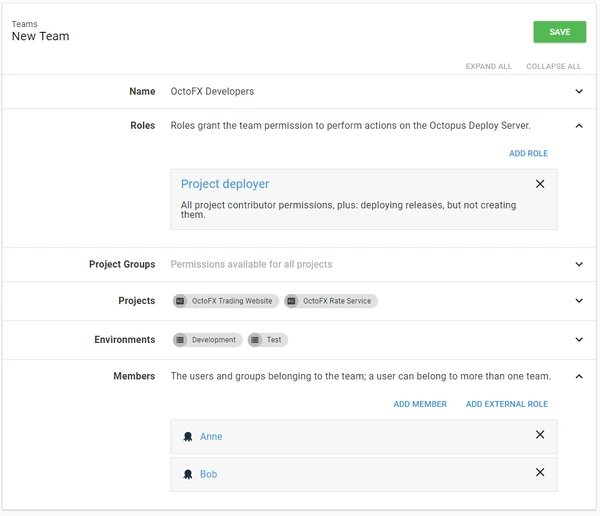 Teams
New Team
SAVE
EXPAND ALL COLLAPSE ALL
Name OctoFX Developers
Roles Roles grant the team permission to perform actions on the Octopus Deploy Server.
ADD ROLE
Project deployer
All project contributor permissions, plus: deploying releases, but not creating
them.
Project Groups Permissions available for all projects
Projects OctoFX Trading Website OctoFX Rate Service
Environments Development Test
Members The users and groups belonging to the team; a user can belong to more than one team.
ADD MEMBER ADD EXTERNAL ROLE
Anne
Bob